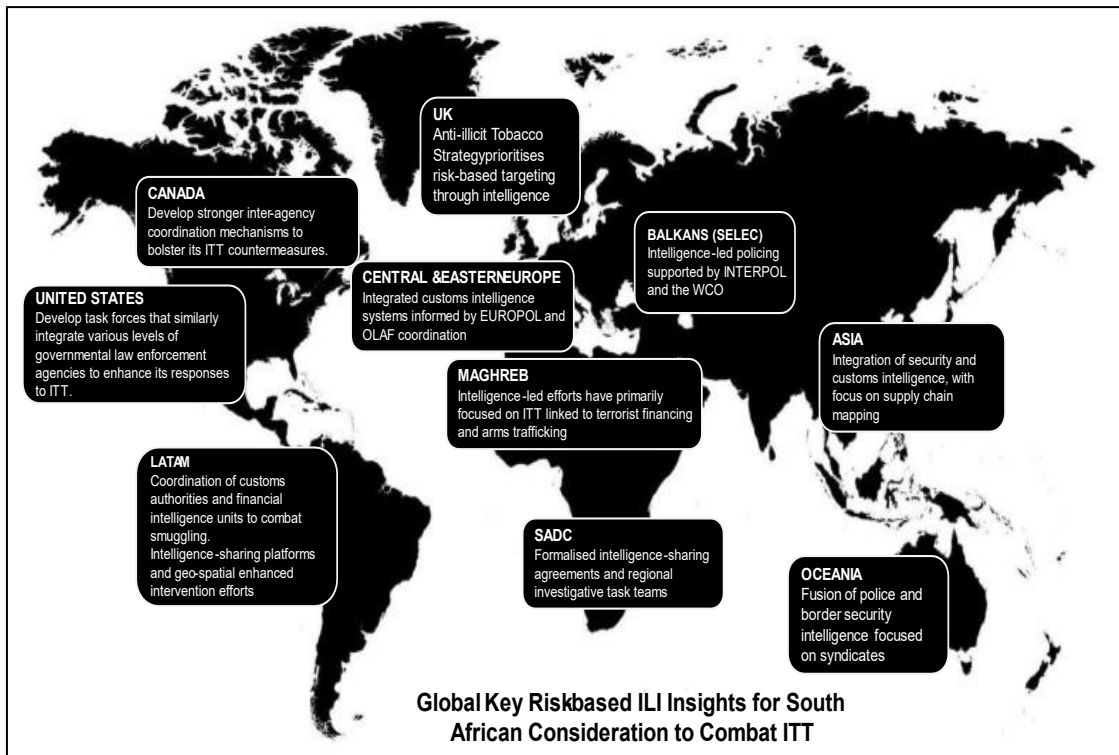 UK
Anti-illicit Tobacco
Strategyprioritises
risk-based targeting
through intelligence
CANADA
Develop stronger inter-agency
coordination mechanisms to
bolster its ITT countermeasures.
BALKANS (SELEC)
Intelligence-led policing
supported by INTERPOL
and the WCO
CENTRAL &EASTERNEUROPE
Integrated customs intelligence
systems informed by EUROPOL and
OLAF coordination
UNITED STATES
Develop task forces that similarly
integrate various levels of
governmental law enforcement
agencies to enhance its responses
to ITT.
ASIA
Integration of security and
customs intelligence, with
focus on supply chain
mapping
MAGHREB
Intelligence-led efforts have primarily
focused on ITT linked to terrorist financing
and arms trafficking
LATAM
Coordination of customs
authorities and financial
intelligence units to combat
smuggling.
Intelligence-sharing platforms
and geo-spatial enhanced
intervention efforts
SADC
Formalised intelligence-sharing
agreements and regional
investigative task teams
OCEANIA
Fusion of police and
border security
intelligence focused
on syndicates
Global Key Riskbased ILI Insights for South
African Consideration to Combat ITT